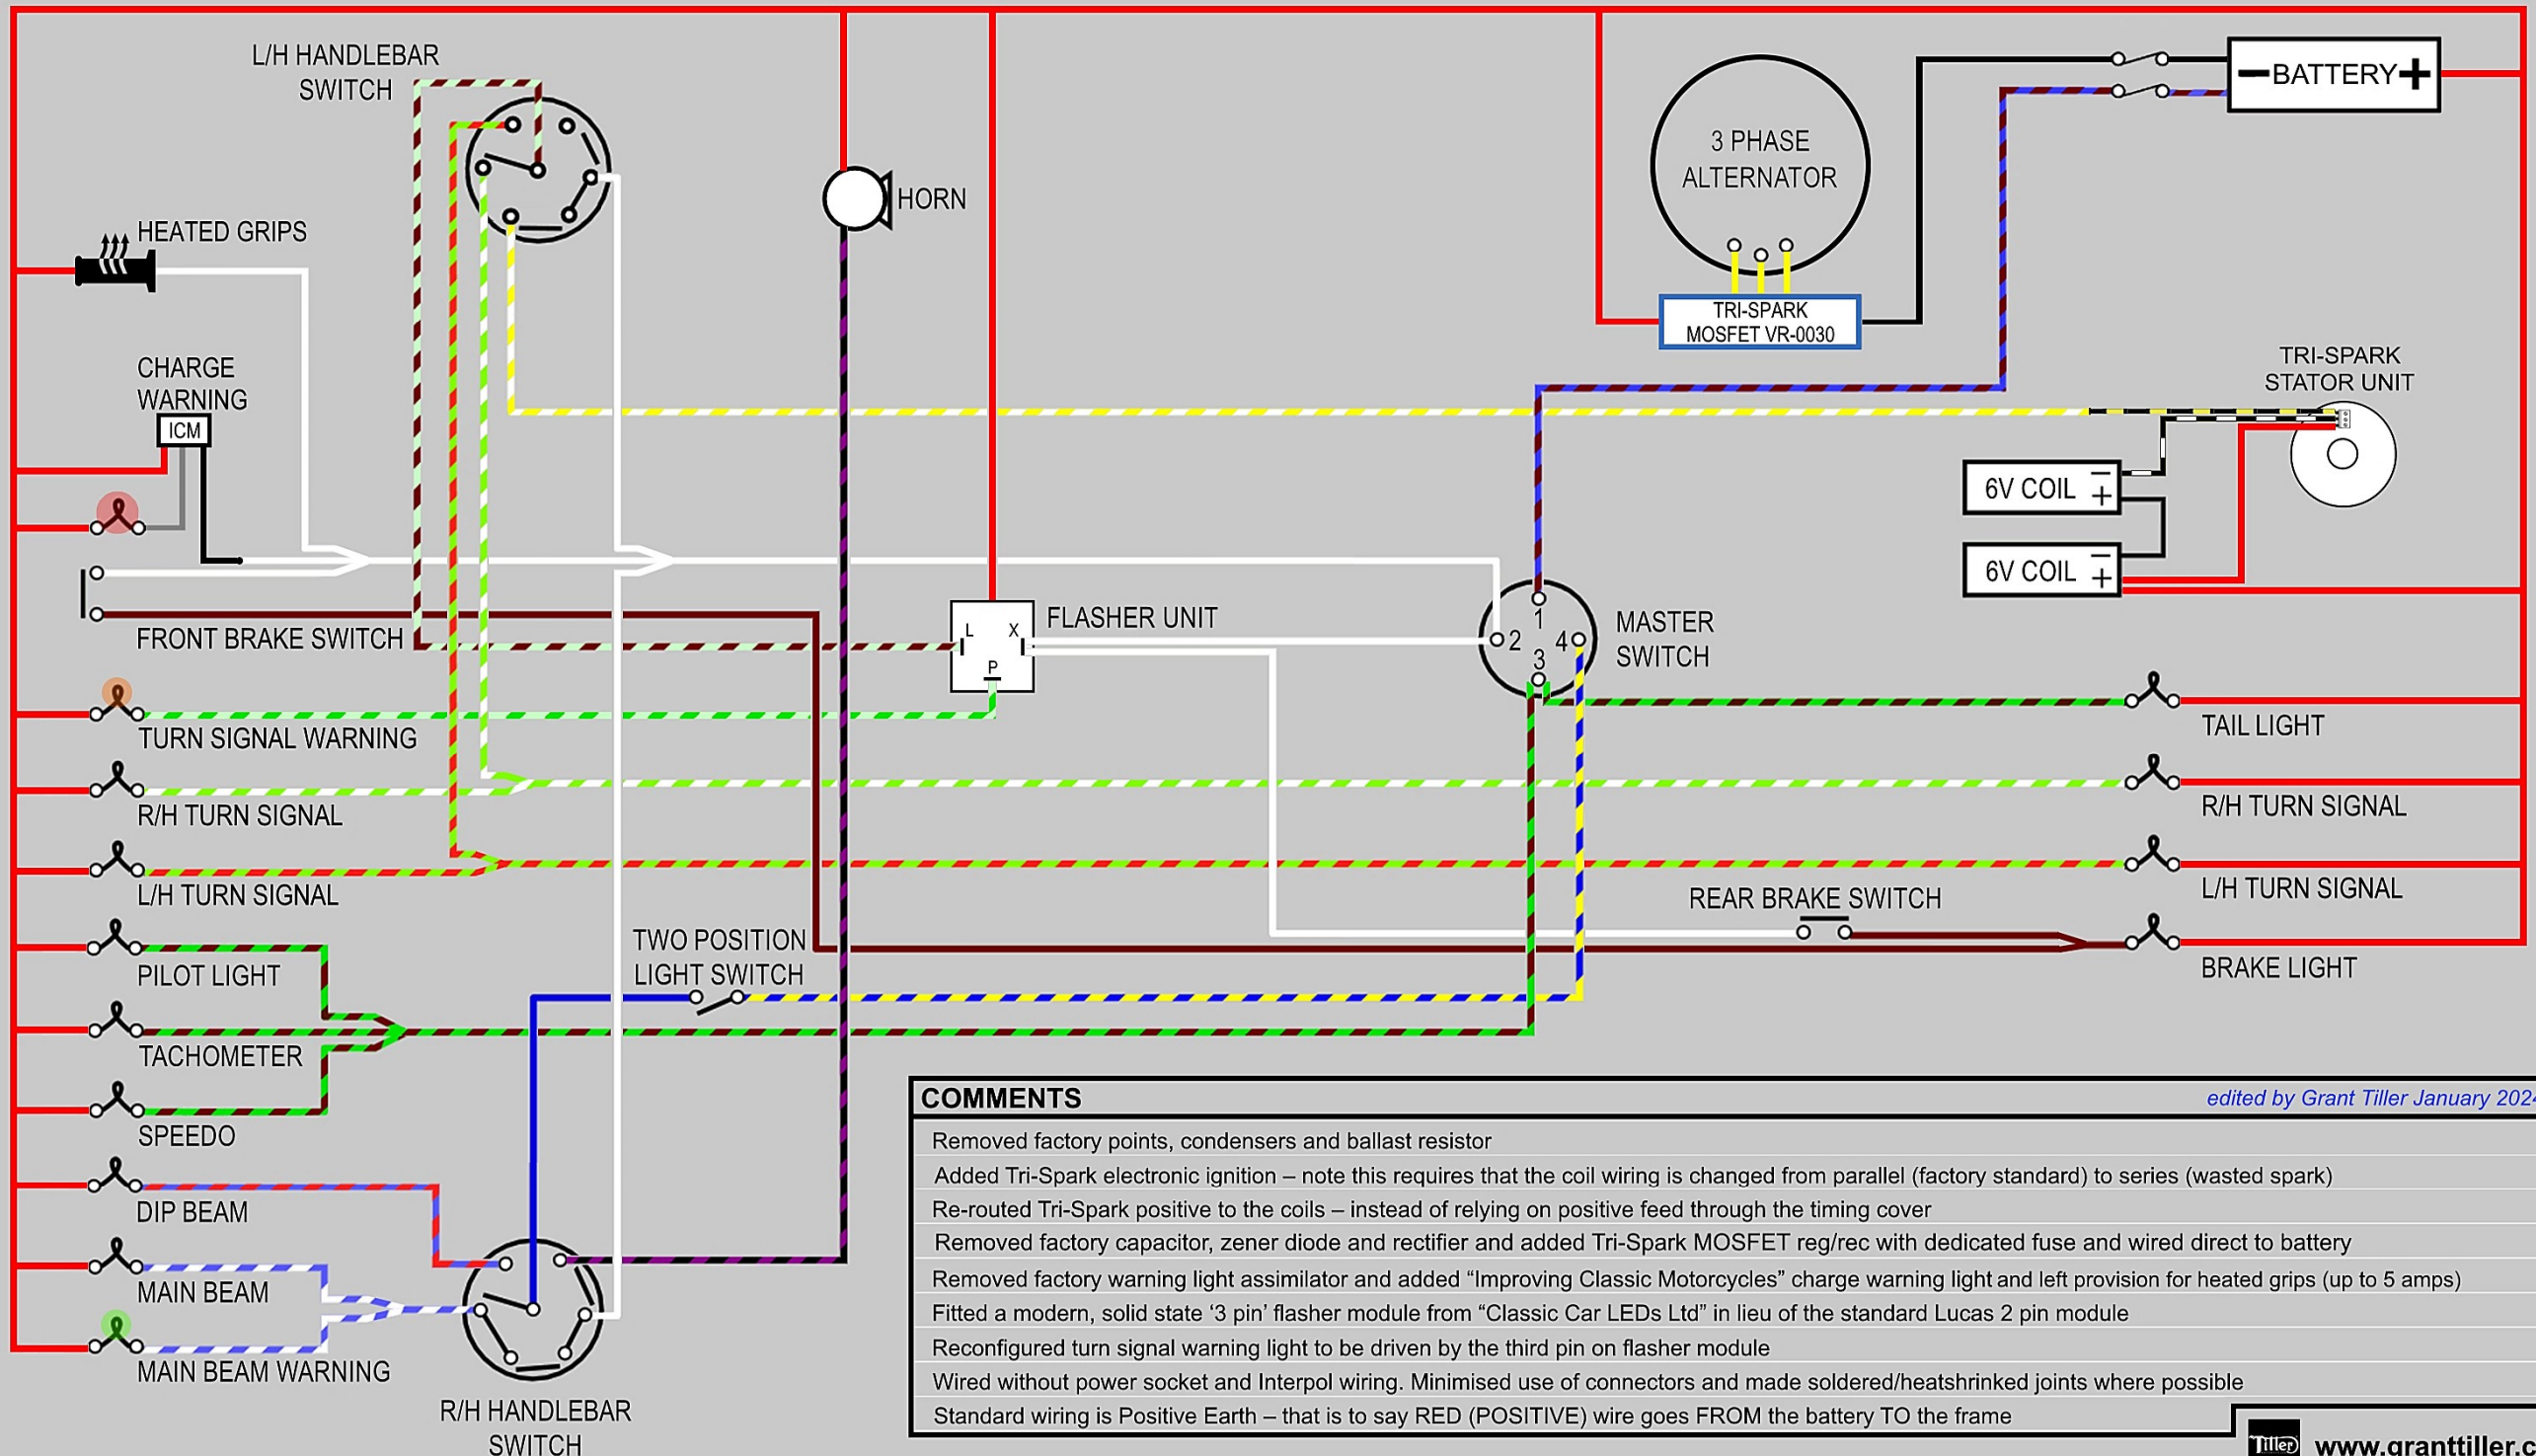 L/H HANDLEBAR
SWITCH
BATTERY
3 PHASE
ALTERNATOR
HORN
HEATED GRIPS
TRI-SPARK
MOSFET VR-0030
CHARGE
WARNING
ICM
TRI-SPARK
STATOR UNIT
6V COIL − +
6V COIL − +
FRONT BRAKE SWITCH
L X
P
FLASHER UNIT
1
2 4
3
MASTER
SWITCH
TURN SIGNAL WARNING
TAIL LIGHT
R/H TURN SIGNAL
R/H TURN SIGNAL
L/H TURN SIGNAL
L/H TURN SIGNAL
REAR BRAKE SWITCH
BRAKE LIGHT
TWO POSITION
LIGHT SWITCH
PILOT LIGHT
TACHOMETER
SPEEDO
DIP BEAM
MAIN BEAM
MAIN BEAM WARNING
R/H HANDLEBAR
SWITCH
COMMENTS
edited by Grant Tiller January 2024
Removed factory points, condensers and ballast resistor
Added Tri-Spark electronic ignition – note this requires that the coil wiring is changed from parallel (factory standard) to series (wasted spark)
Re-routed Tri-Spark positive to the coils – instead of relying on positive feed through the timing cover
Removed factory capacitor, zener diode and rectifier and added Tri-Spark MOSFET reg/rec with dedicated fuse and wired direct to battery
Removed factory warning light assimilator and added “Improving Classic Motorcycles” charge warning light and left provision for heated grips (up to 5 amps)
Fitted a modern, solid state ‘3 pin’ flasher module from “Classic Car LEDs Ltd” in lieu of the standard Lucas 2 pin module
Reconfigured turn signal warning light to be driven by the third pin on flasher module
Wired without power socket and Interpol wiring. Minimised use of connectors and made soldered/heatshrinked joints where possible
Standard wiring is Positive Earth – that is to say RED (POSITIVE) wire goes FROM the battery TO the frame
Tiller
www.granttiller.c